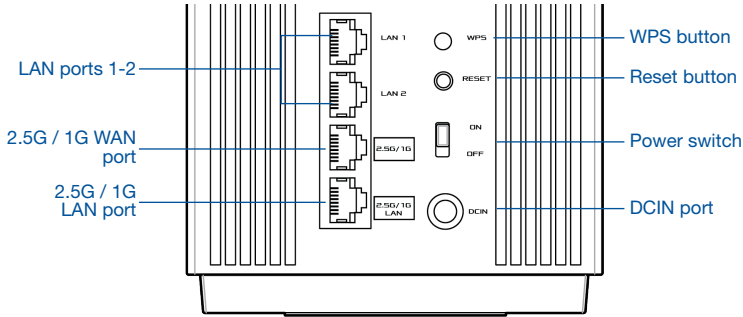 LAN 1
WPS
WPS button
LAN ports 1-2
RESET
Reset button
LAN 2
ON
2.5G / 1G WAN
port
2.5G/1G
OFF
Power switch
2.5G / 1G
LAN port
2.5G/1G
LAN
DCIN
DCIN port